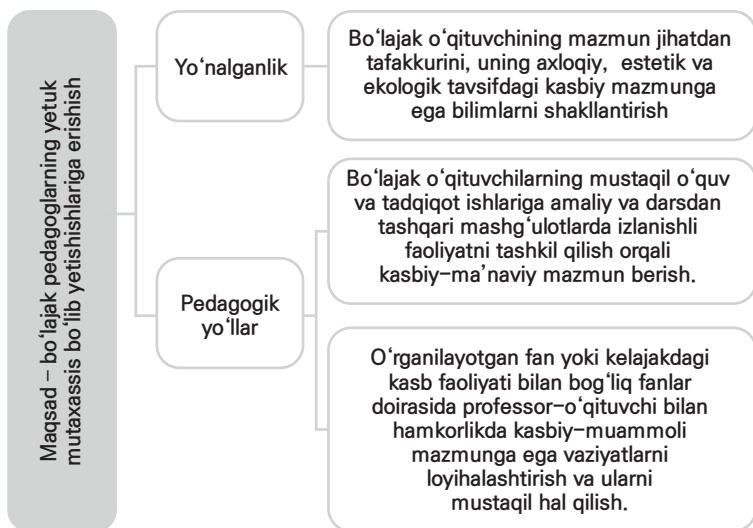 Maqsad – bo‘lajak pedagoglarning yetuk
mutaxassis bo‘lib yetishishlariga erishish
Yo‘nalganlik
Bo‘lajak o‘qituvchining mazmun jihatdan
tafakkurini, uning axloqiy, estetik va
ekologik tavsifdagi kasbiy mazmunga
ega bilimlarni shakllantirish
Pedagogik
yo‘llar
Bo‘lajak o‘qituvchilarning mustaqil o‘quv
va tadqiqot ishlariga amaliy va darsdan
tashqari mashg‘ulotlarda izlanishli
faoliyatni tashkil qilish orqali
kasbiy–ma’naviy mazmun berish.
O‘rganilayotgan fan yoki kelajakdagi
kasb faoliyati bilan bog‘liq fanlar
doirasida professor–o‘qituvchi bilan
hamkorlikda kasbiy–muammoli
mazmunga ega vaziyatlarni
loyihalashtirish va ularni
mustaqil hal qilish.